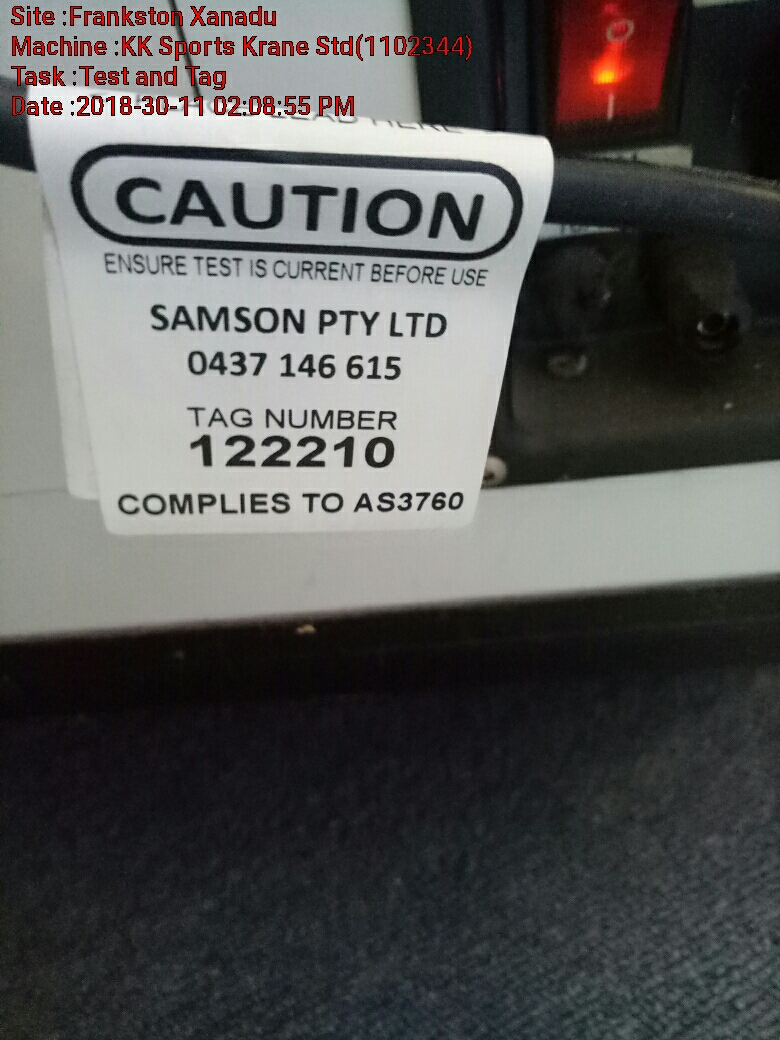 Site :Frankston Xanadu
Machine :KK Sports Krane Std(1102344)
Task :Test and Tag
Date :2018-30-11 02:08:55 PM
LEAD HERE
CAUTION
ENSURE TEST IS CURRENT BEFORE USE
SAMSON PTY LTD
0437 146 615
TAG NUMBER
122210
COMPLIES TO AS3760